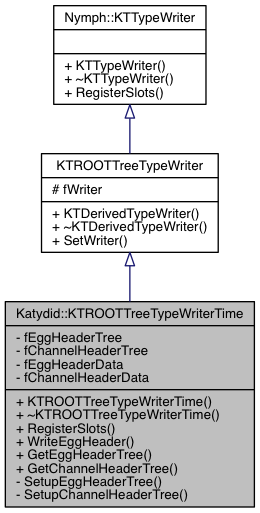 Nymph::KTTypeWriter
+ KTTypeWriter()
+ ~KTTypeWriter()
+ RegisterSlots()
KTROOTTreeTypeWriter
# fWriter
+ KTDerivedTypeWriter()
+ ~KTDerivedTypeWriter()
+ SetWriter()
Katydid::KTROOTTreeTypeWriterTime
- fEggHeaderTree
- fChannelHeaderTree
- fEggHeaderData
- fChannelHeaderData
+ KTROOTTreeTypeWriterTime()
+ ~KTROOTTreeTypeWriterTime()
+ RegisterSlots()
+ WriteEggHeader()
+ GetEggHeaderTree()
+ GetChannelHeaderTree()
- SetupEggHeaderTree()
- SetupChannelHeaderTree()